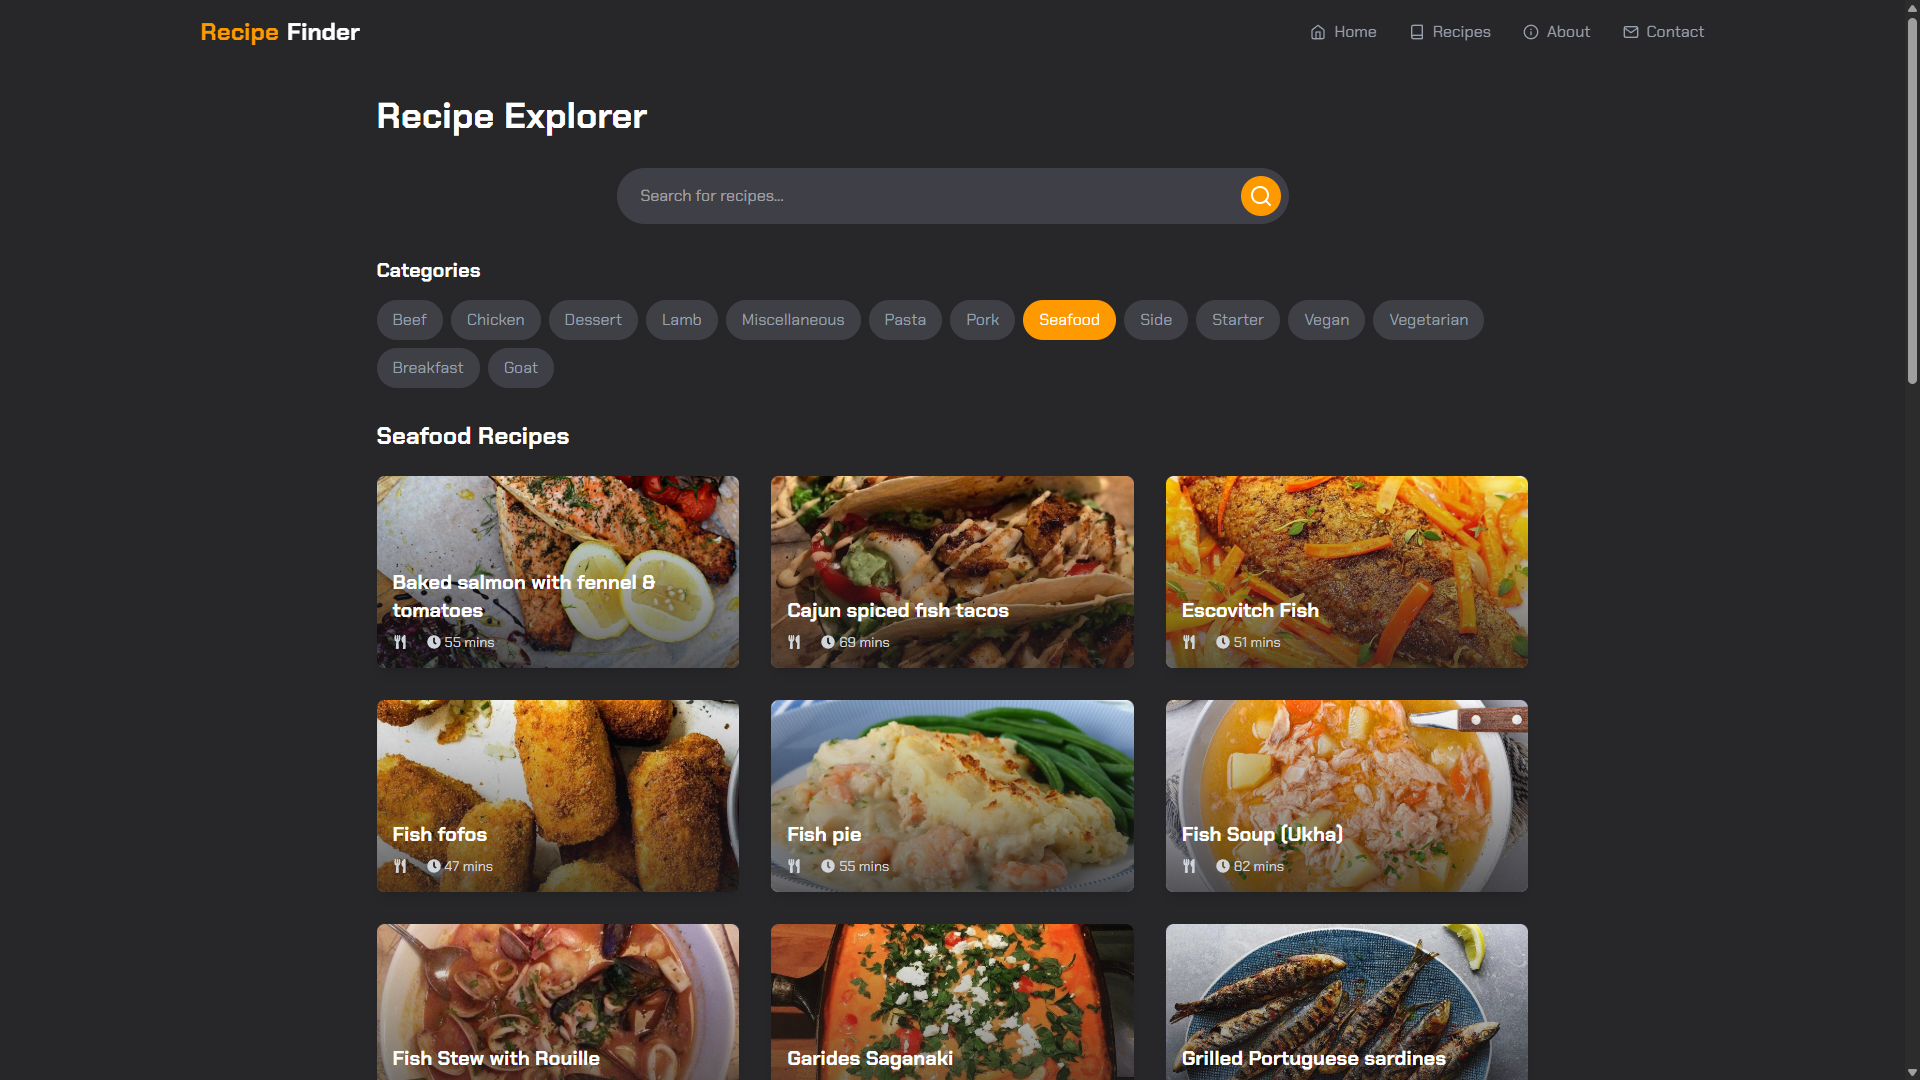 Recipe Finder
Home
Recipes
About
Contact
Recipe Explorer
Search for recipes...
Categories
Beef
Chicken
Dessert
Lamb
Miscellaneous
Pasta
Pork
Seafood
Side
Starter
Vegan
Vegetarian
Breakfast
Goat
Seafood Recipes
Baked salmon with fennel &
tomatoes
55 mins
Cajun spiced fish tacos
69 mins
Escovitch Fish
51 mins
Fish fofos
47 mins
Fish pie
55 mins
Fish Soup (Ukha)
82 mins
Fish Stew with Rouille
Garides Saganaki
Grilled Portuguese sardines